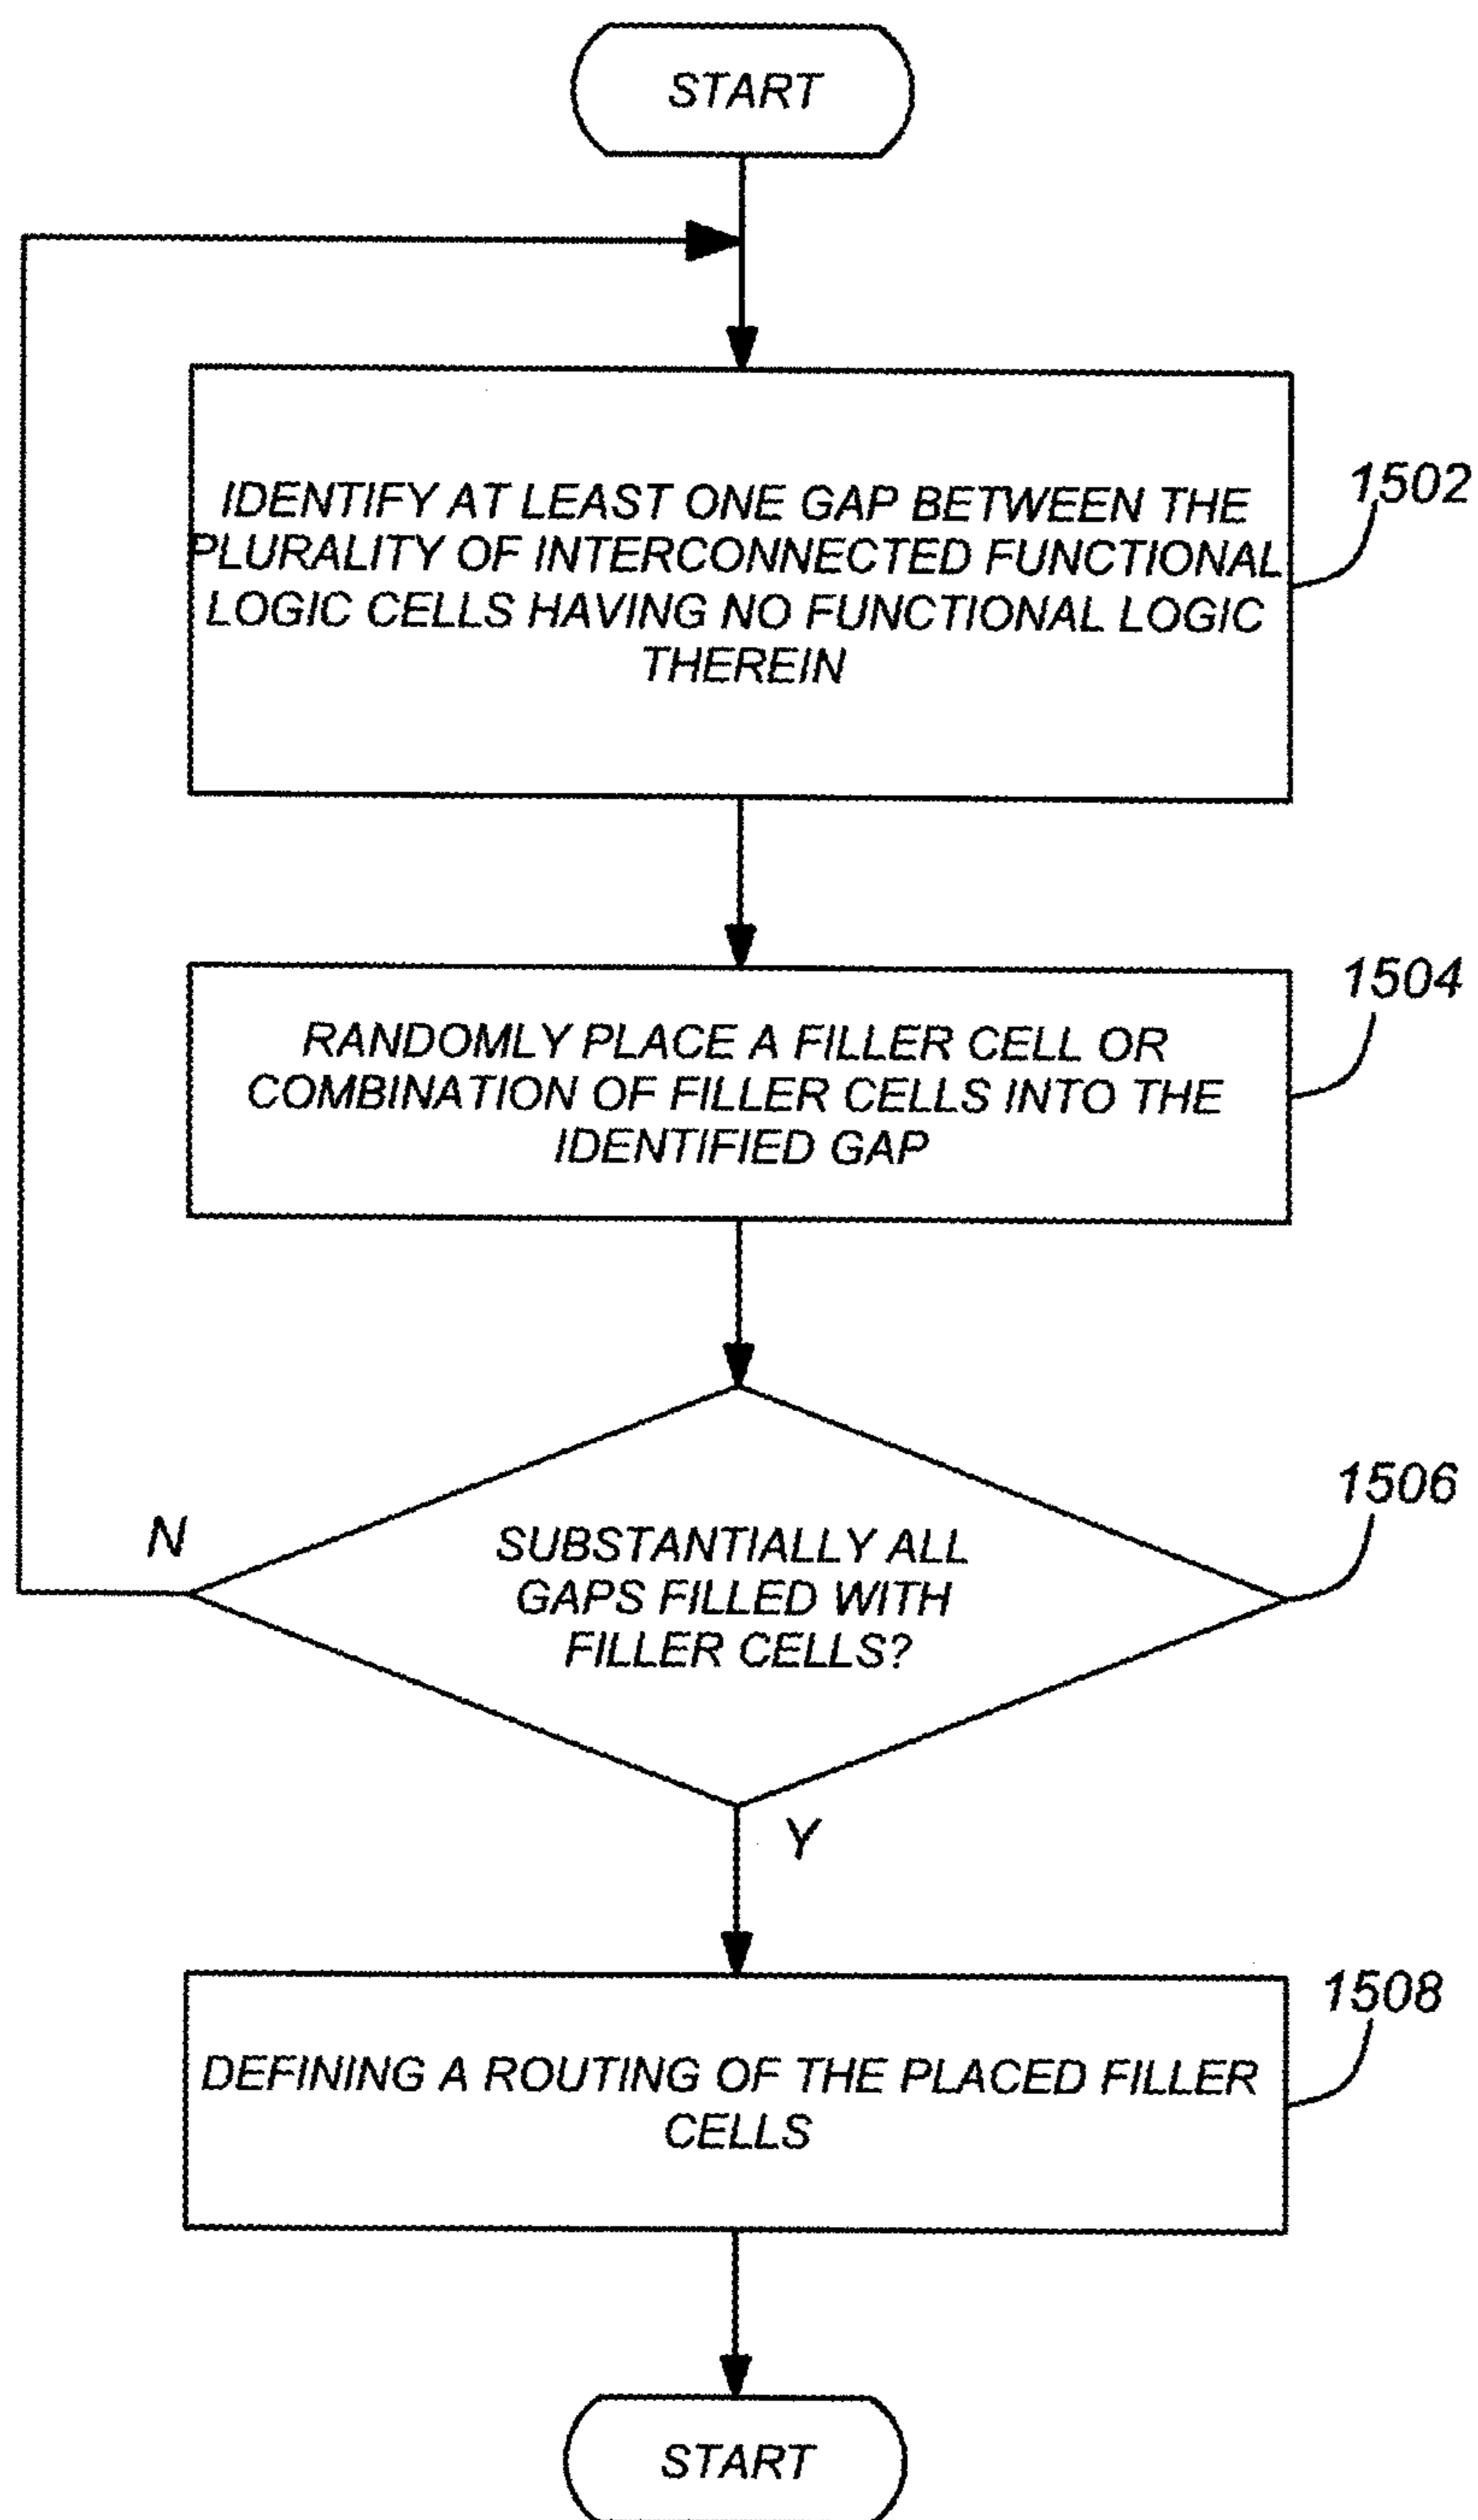 START
IDENTIFY AT LEAST ONE GAP BETWEEN THE
PLURALITY OF INTERCONNECTED FUNCTIONAL
LOGIC CELLS HAVING NO FUNCTIONAL LOGIC
THEREIN
1502
RANDOMLY PLACE A FILLER CELL OR
COMBINATION OF FILLER CELLS INTO THE
IDENTIFIED GAP
1504
SUBSTANTIALLY ALL
GAPS FILLED WITH
FILLER CELLS?
1506
N
Y
DEFINING A ROUTING OF THE PLACED FILLER
CELLS
1508
START